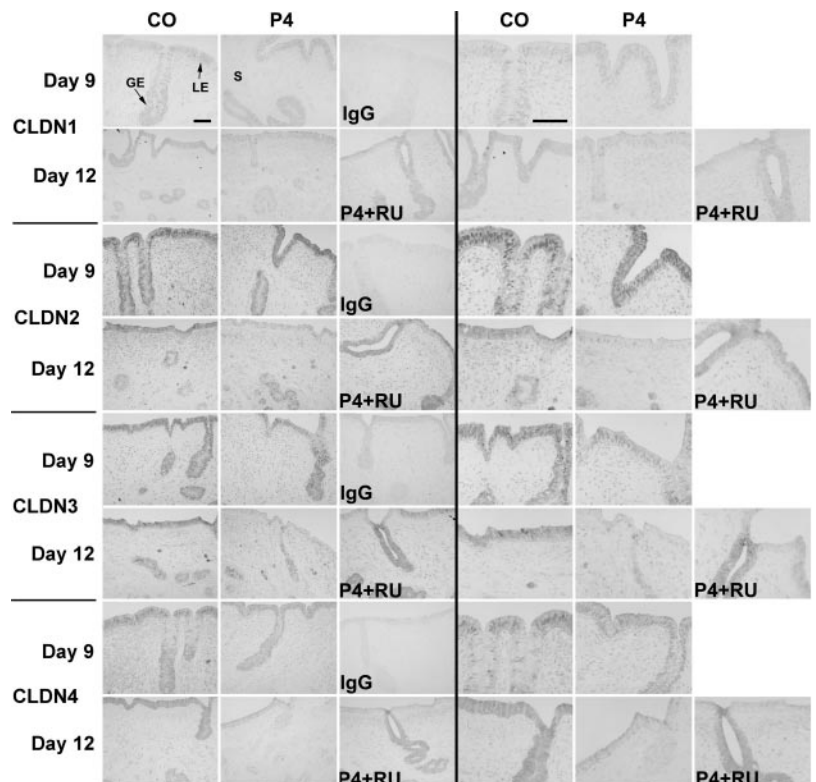 CO P4 CO P4
Day 9
GE
LE
S
IgG
CLDN1
Day 12
P4+RU
P4+RU
Day 9
IgG
CLDN2
Day 12
P4+RU
P4+RU
Day 9
IgG
CLDN3
Day 12
P4+RU
P4+RU
Day 9
IgG
CLDN4
Day 12
P4+RU
P4+RU